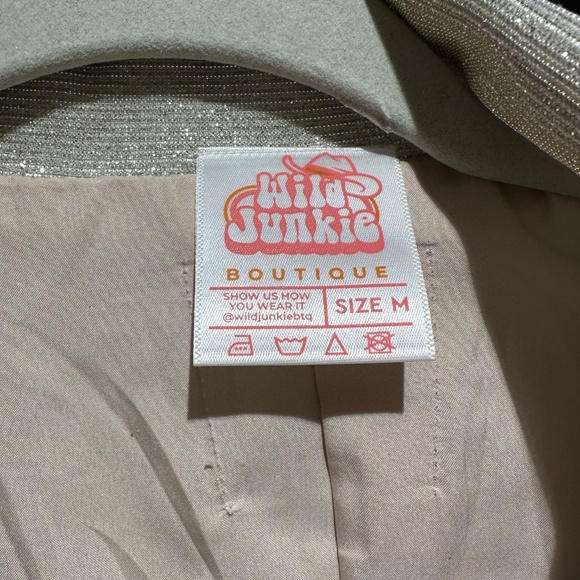 Wild
Junkie
BOUTIQUE
SHOW US HOW
YOU WEAR IT
@wildjunkiebtq
SIZE M